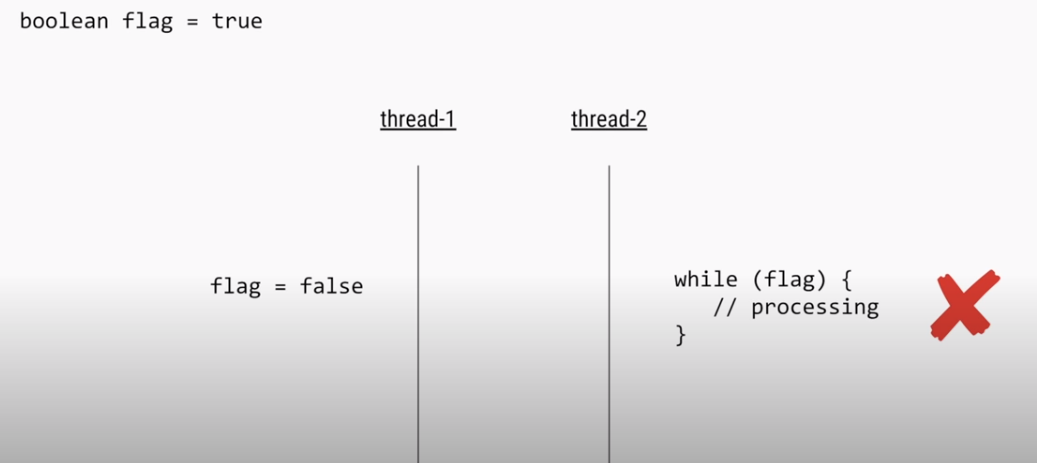 boolean flag = true
thread-1 thread-2
flag = false
while (flag) {
// processing
}